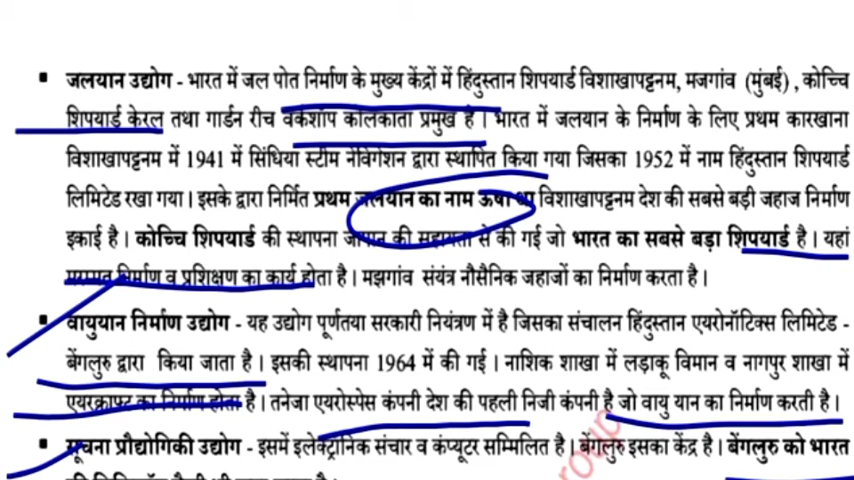 ▪ जलयान उद्योग - भारत में जल पोत निर्माण के मुख्य केंद्रों में हिंदुस्तान शिपयार्ड विशाखापट्टनम, मजगांव (मुंबई) , कोच्चि
शिपयार्ड केरल तथा गार्डन रीच वर्कशॉप कोलकाता प्रमुख है। भारत में जलयान के निर्माण के लिए प्रथम कारखाना
विशाखापट्टनम में 1941 में सिंधिया स्टीम नेविगेशन द्वारा स्थापित किया गया जिसका 1952 में नाम हिंदुस्तान शिपयार्ड
लिमिटेड रखा गया। इसके द्वारा निर्मित प्रथम जलयान का नाम ऊषा था विशाखापट्टनम देश की सबसे बड़ी जहाज निर्माण
इकाई है। कोच्चि शिपयार्ड की स्थापना जापान की सहायता से की गई जो भारत का सबसे बड़ा शिपयार्ड है। यहां
मरम्मत निर्माण व प्रशिक्षण का कार्य होता है। मझगांव संयंत्र नौसैनिक जहाजों का निर्माण करता है।
▪ वायुयान निर्माण उद्योग - यह उद्योग पूर्णतया सरकारी नियंत्रण में है जिसका संचालन हिंदुस्तान एयरोनॉटिक्स लिमिटेड -
बेंगलुरु द्वारा किया जाता है। इसकी स्थापना 1964 में की गई। नाशिक शाखा में लड़ाकू विमान व नागपुर शाखा में
एयरक्राफ्ट का निर्माण होता है। तनेजा एयरोस्पेस कंपनी देश की पहली निजी कंपनी है जो वायु यान का निर्माण करती है।
▪ सूचना प्रौद्योगिकी उद्योग - इसमें इलेक्ट्रानिक संचार व कंप्यूटर सम्मिलित है। बेंगलुरु इसका केंद्र है। बेंगलुरु को भारत